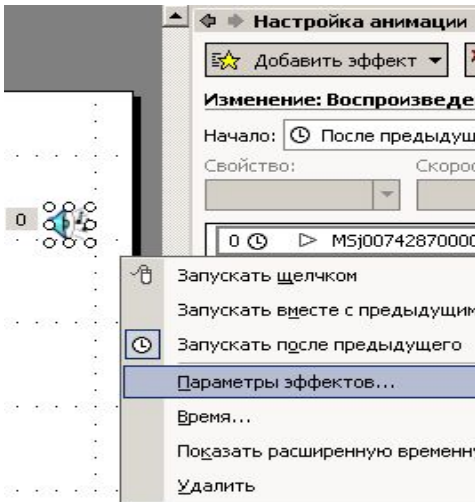 Настройка анимации
Добавить эффект
Изменение: Воспроизведе
Начало: После предыдущ
Свойство: Скорос
0
0 MSj00742870000
Запускать щелчком
Запускать вместе с предыдущим
Запускать после предыдущего
Параметры эффектов...
Время...
Показать расширенную временну
Удалить